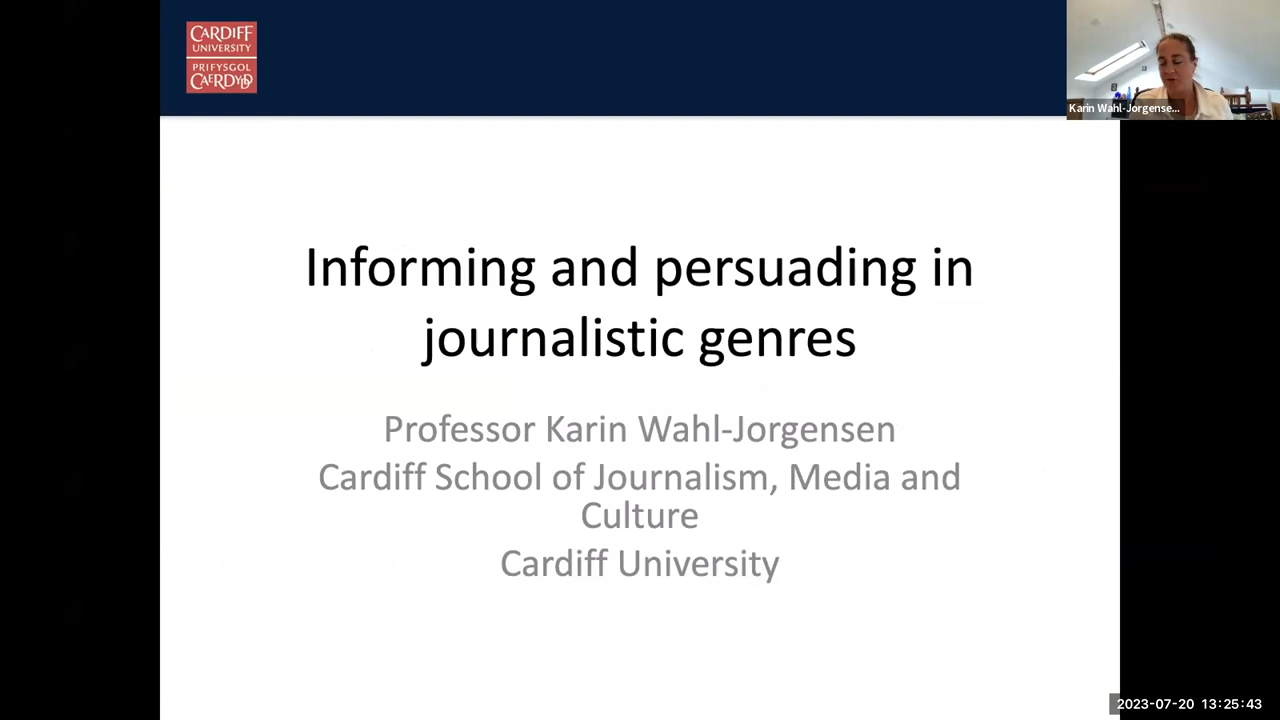 CARDIFF
UNIVERSITY
PRIFYSGOL
CAERDYDD
Karin Wahl-Jorgense...
Informing and persuading in
journalistic genres
Professor Karin Wahl-Jorgensen
Cardiff School of Journalism, Media and
Culture
Cardiff University
2023-07-20 13:25:43